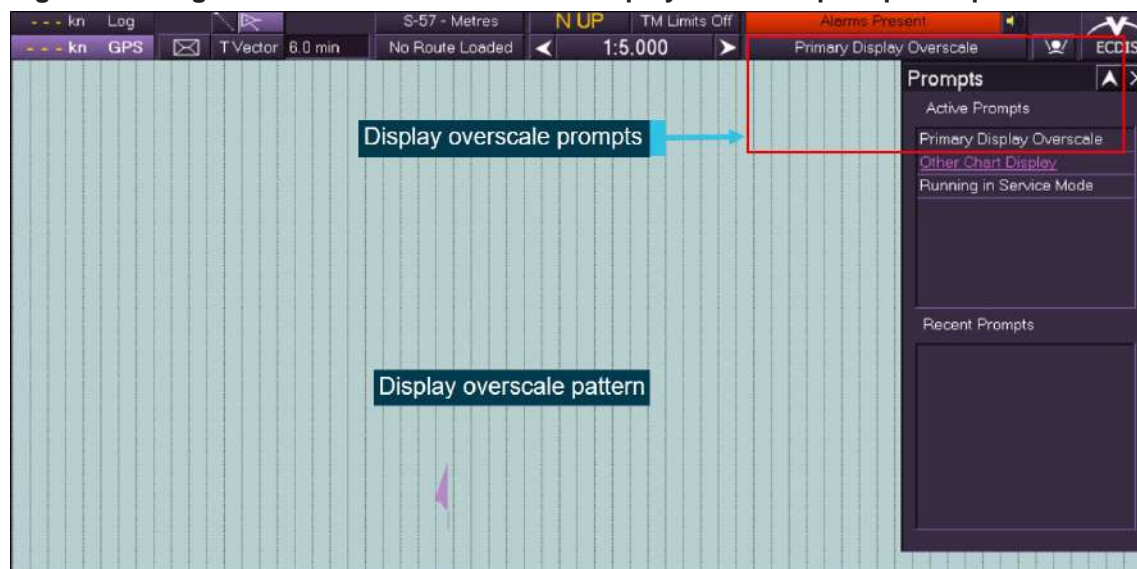 --- kn Log S-57 - Metres N UP TM Limits Off Alarms Present
--- kn GPS T Vector 6.0 min No Route Loaded < 1:5,000 > Primary Display Overscale ECDIS
Prompts
Active Prompts
Display overscale prompts
Primary Display Overscale
Other Chart Display
Running in Service Mode
Recent Prompts
Display overscale pattern